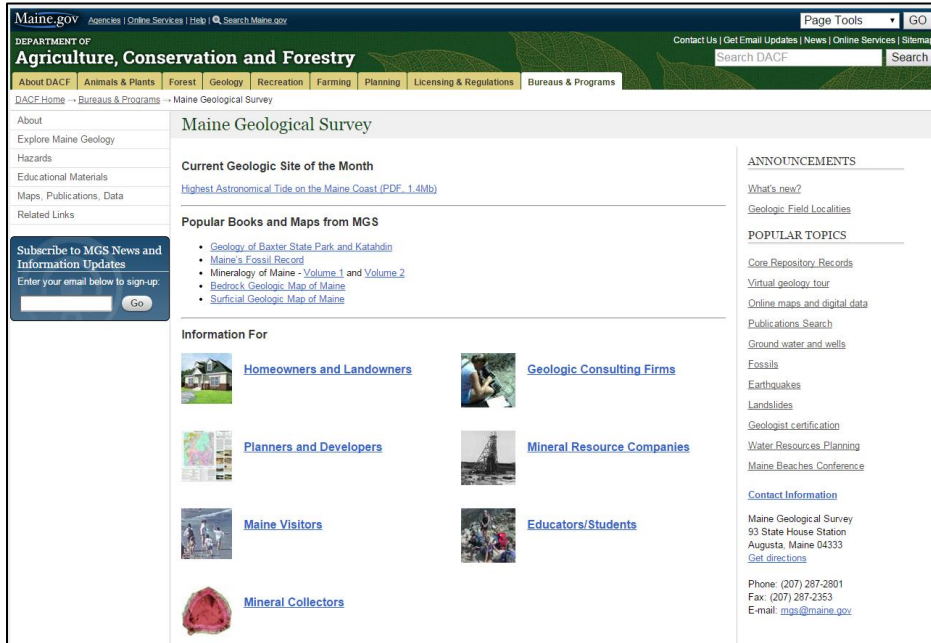 Maine.gov Agencies | Online Services | Help | Search Maine.gov Page Tools GO
DEPARTMENT OF
Agriculture, Conservation and Forestry
Contact Us | Get Email Updates | News | Online Services | Sitemap
Search DACF Search
About DACF Animals & Plants Forest Geology Recreation Farming Planning Licensing & Regulations Bureaus & Programs
DACF Home → Bureaus & Programs → Maine Geological Survey
About
Explore Maine Geology
Hazards
Educational Materials
Maps, Publications, Data
Related Links
Subscribe to MGS News and
Information Updates
Enter your email below to sign-up:
Go
Maine Geological Survey
Current Geologic Site of the Month
Highest Astronomical Tide on the Maine Coast (PDF, 1.4Mb)
Popular Books and Maps from MGS
• Geology of Baxter State Park and Katahdin
• Maine's Fossil Record
• Mineralogy of Maine - Volume 1 and Volume 2
• Bedrock Geologic Map of Maine
• Surficial Geologic Map of Maine
Information For
Homeowners and Landowners
Geologic Consulting Firms
Planners and Developers
Mineral Resource Companies
Maine Visitors
Educators/Students
Mineral Collectors
ANNOUNCEMENTS
What's new?
Geologic Field Localities
POPULAR TOPICS
Core Repository Records
Virtual geology tour
Online maps and digital data
Publications Search
Ground water and wells
Fossils
Earthquakes
Landslides
Geologist certification
Water Resources Planning
Maine Beaches Conference
Contact Information
Maine Geological Survey
93 State House Station
Augusta, Maine 04333
Get directions
Phone: (207) 287-2801
Fax: (207) 287-2353
E-mail: mgs@maine.gov